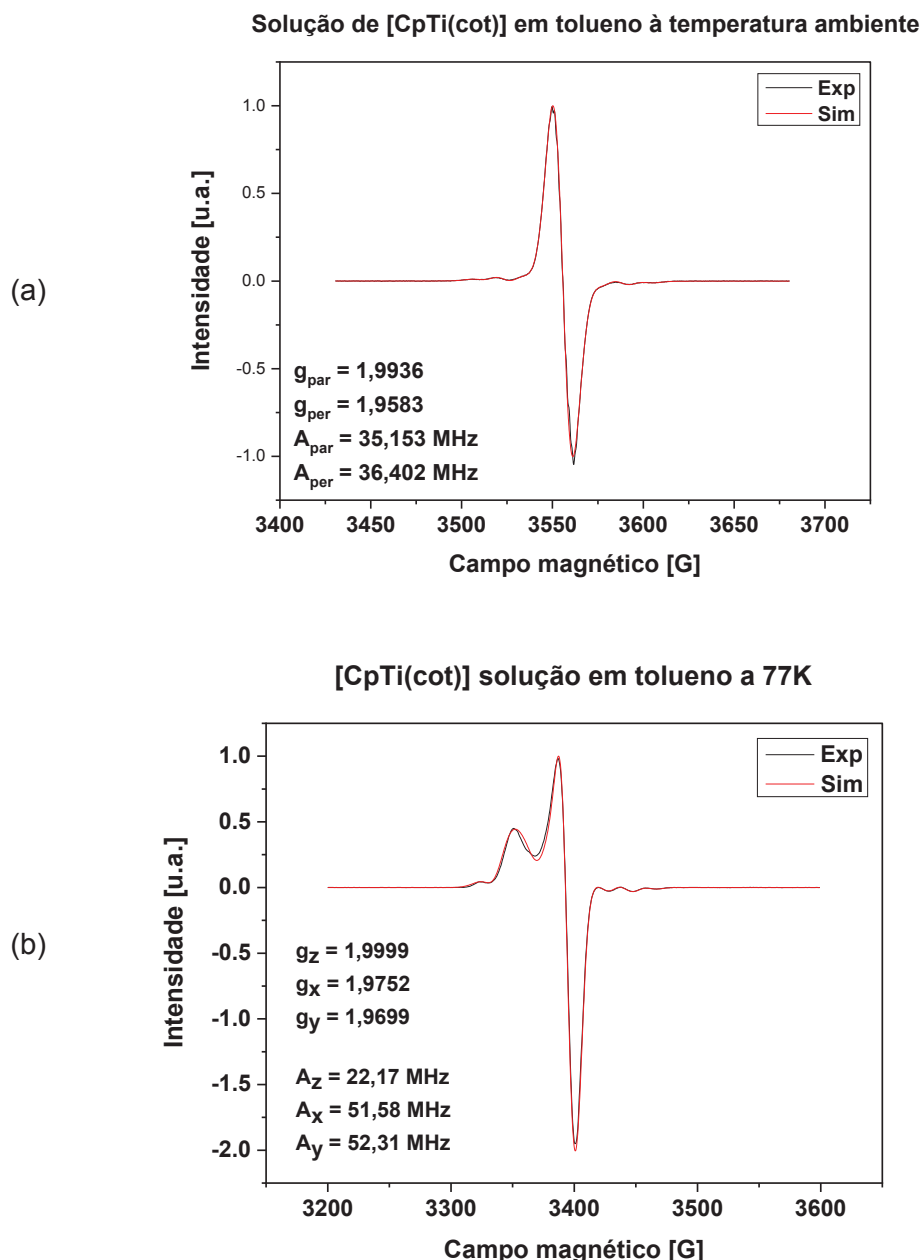 Solução de [CpTi(cot)] em tolueno à temperatura ambiente
Exp
Sim
1.0
0.5
0.0
-0.5
-1.0
Intensidade [u.a.]
(a)
g_par = 1,9936
g_per = 1,9583
A_par = 35,153 MHz
A_per = 36,402 MHz
3400 3450 3500 3550 3600 3650 3700
Campo magnético [G]
[CpTi(cot)] solução em tolueno a 77K
Exp
Sim
1.0
0.5
0.0
-0.5
-1.0
-1.5
-2.0
Intensidade [u.a.]
(b)
g_z = 1,9999
g_x = 1,9752
g_y = 1,9699
A_z = 22,17 MHz
A_x = 51,58 MHz
A_y = 52,31 MHz
3200 3300 3400 3500 3600
Campo magnético [G]